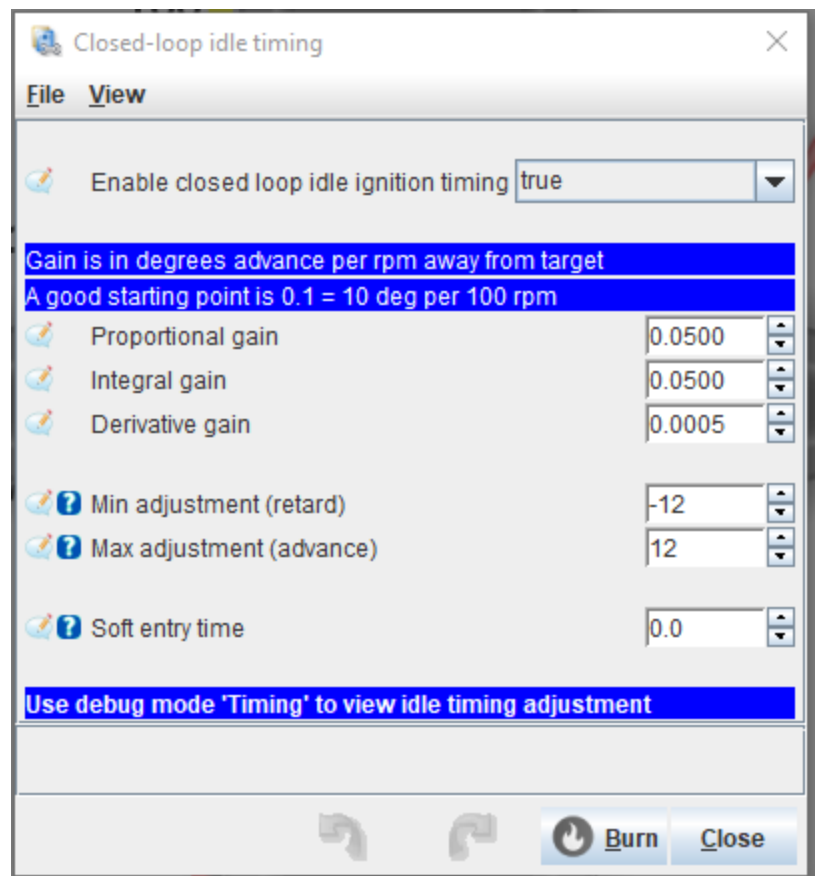 Closed-loop idle timing
File View
Enable closed loop idle ignition timing true
Gain is in degrees advance per rpm away from target
A good starting point is 0.1 = 10 deg per 100 rpm
Proportional gain 0.0500
Integral gain 0.0500
Derivative gain 0.0005
? Min adjustment (retard) -12
? Max adjustment (advance) 12
? Soft entry time 0.0
Use debug mode 'Timing' to view idle timing adjustment
Burn Close